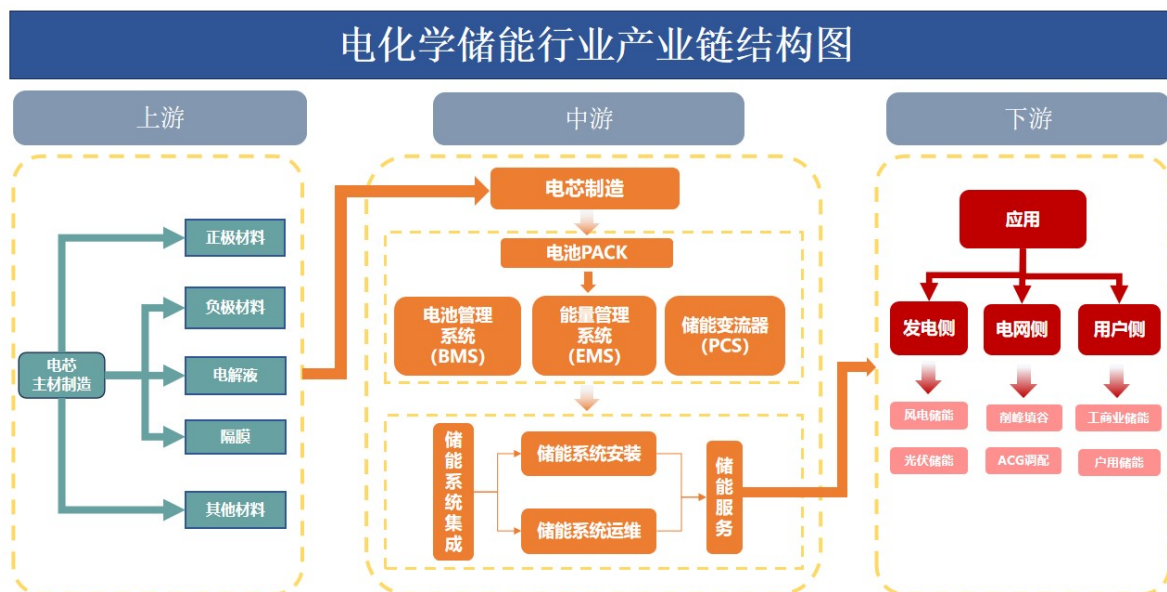 电化学储能行业产业链结构图
上游
中游
下游
电芯
主材制造
正极材料
负极材料
电解液
隔膜
其他材料
电芯制造
电池PACK
电池管理
系统
(BMS)
能量管理
系统
(EMS)
储能变流器
(PCS)
储能系统集成
储能系统安装
储能系统运维
储能服务
应用
发电侧
电网侧
用户侧
风电储能
削峰填谷
工商业储能
光伏储能
ACG调配
户用储能